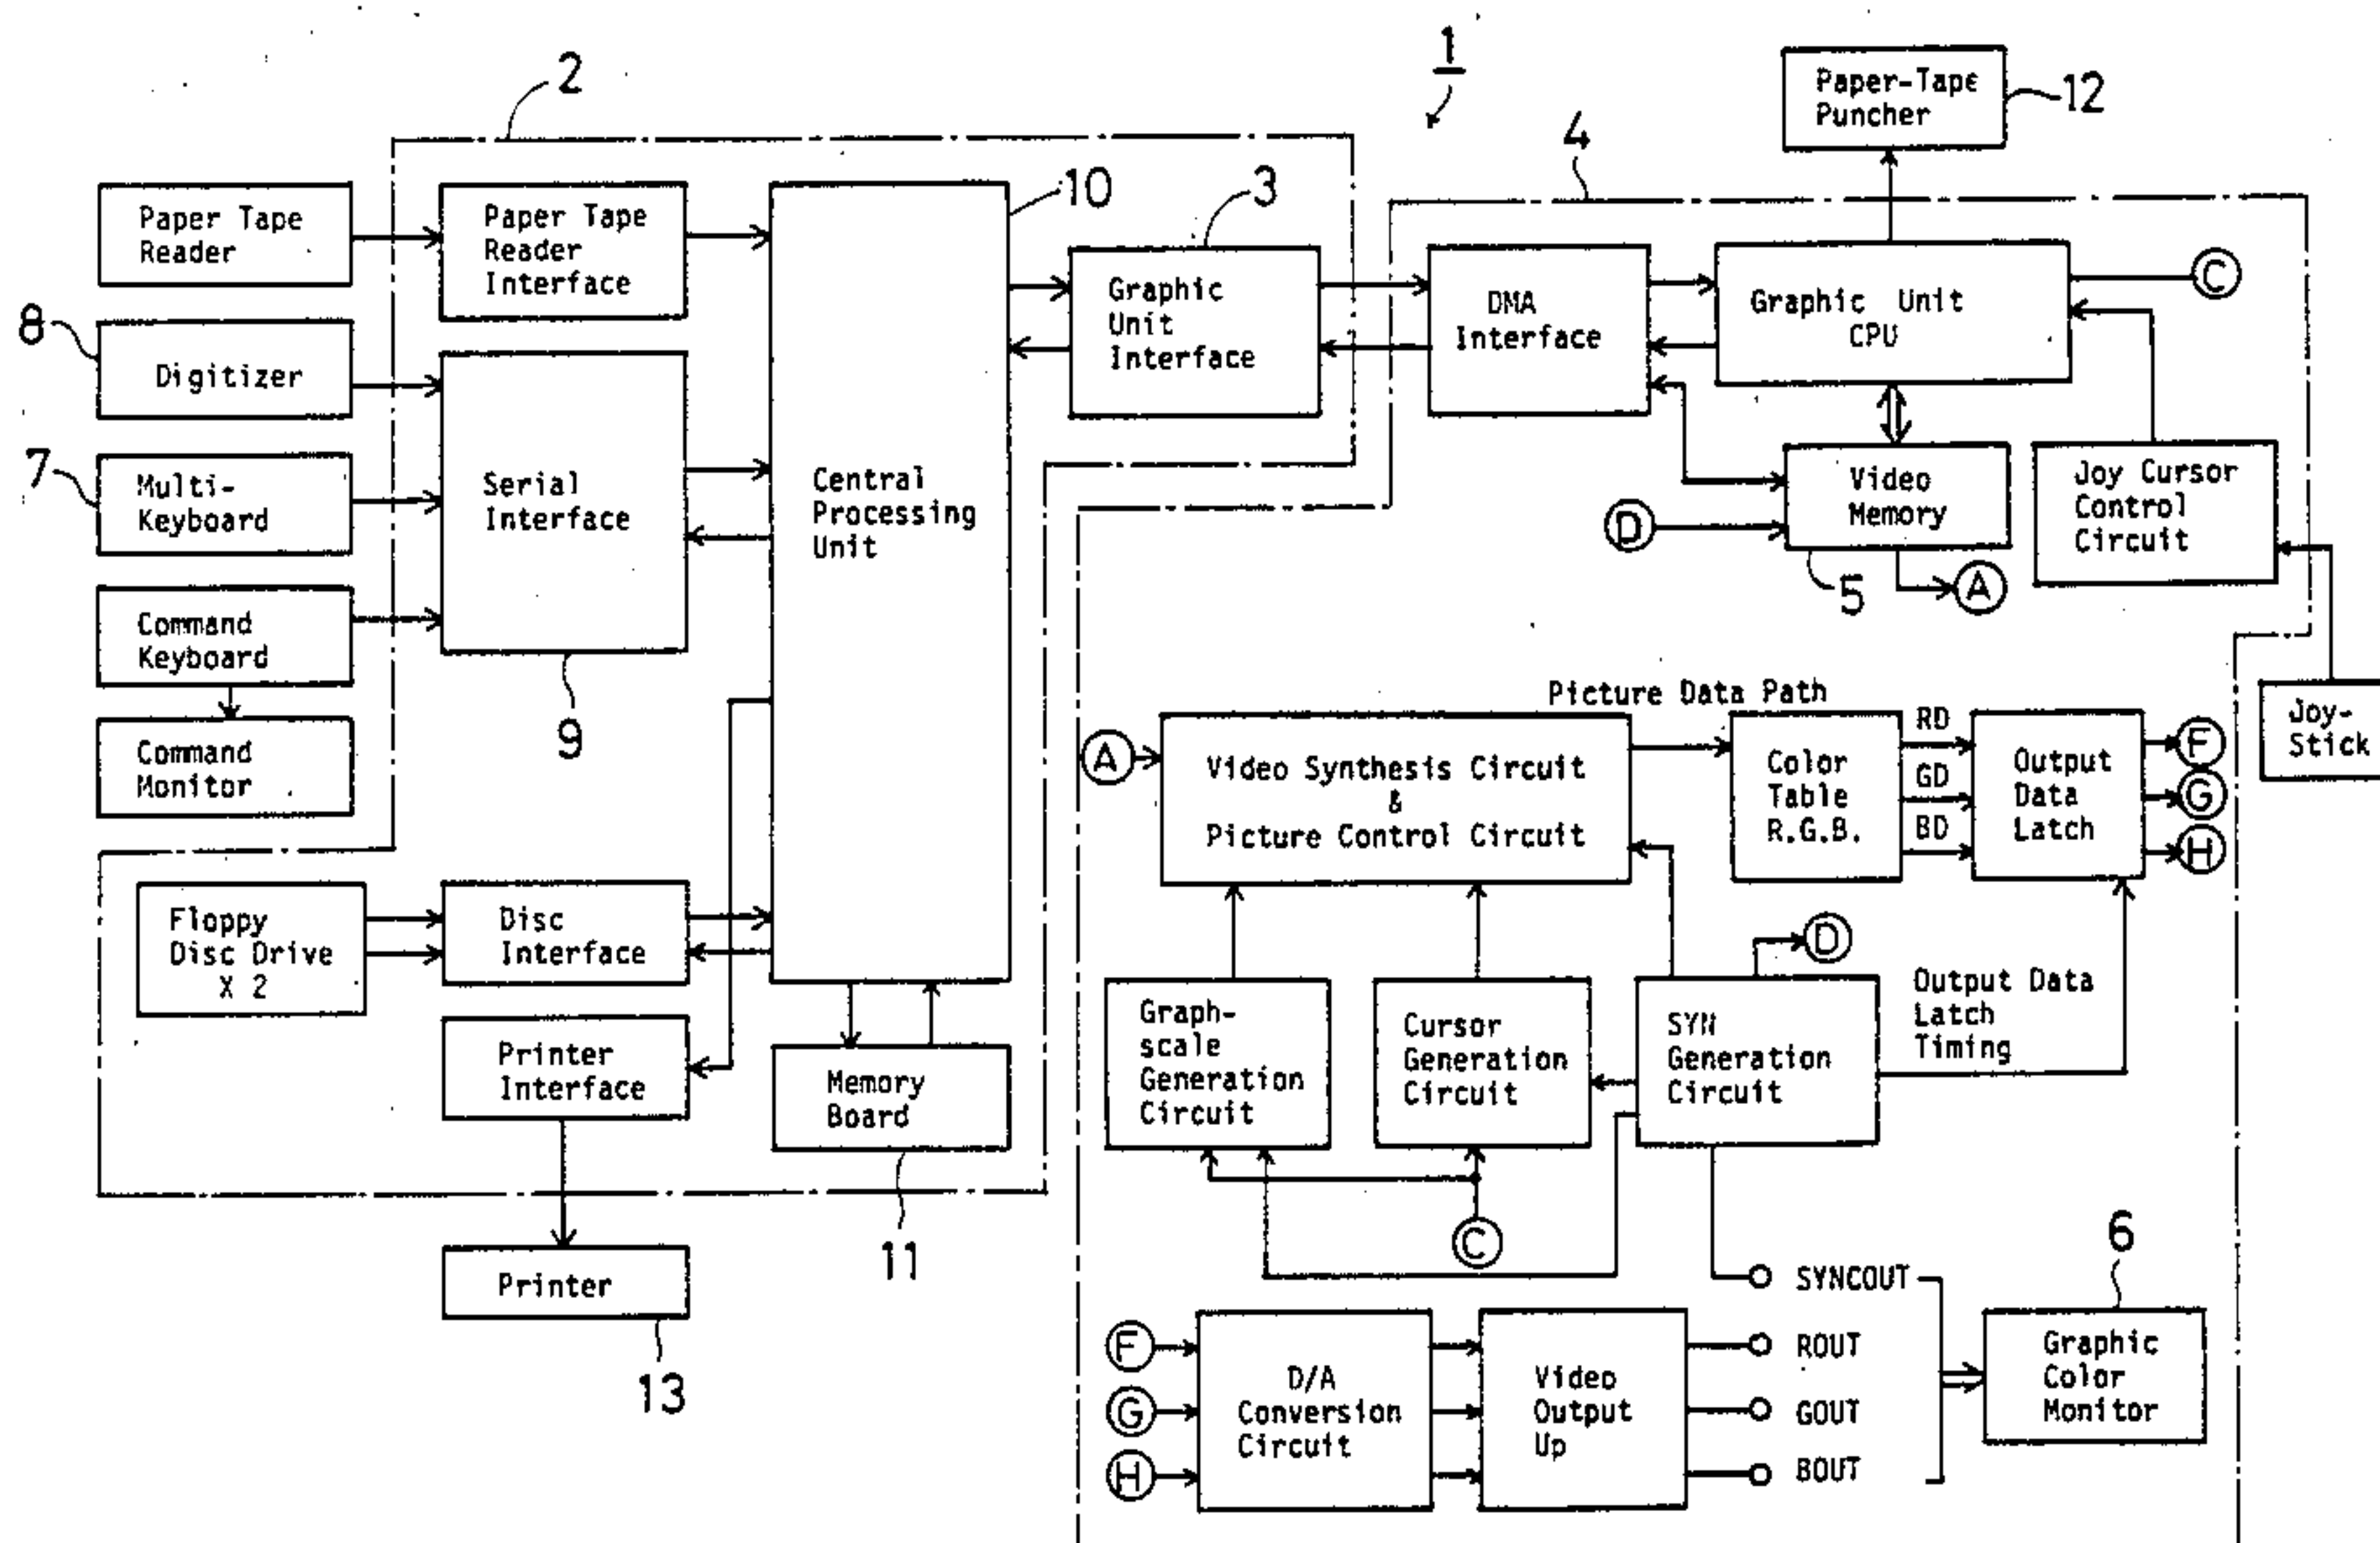 1
2
Paper-Tape
Puncher
12
4
Paper Tape
Reader
Paper Tape
Reader
Interface
10
3
8
Digitizer
Graphic
Unit
Interface
DMA
Interface
Graphic Unit
CPU
C
7
Multi-
Keyboard
Serial
Interface
9
Central
Processing
Unit
Video
Memory
5
D
A
Joy Cursor
Control
Circuit
Command
Keyboard
Command
Monitor
Joy-
Stick
Picture Data Path
A
Video Synthesis Circuit
&
Picture Control Circuit
Color
Table
R.G.B.
RD
GD
BD
Output
Data
Latch
F
G
H
Floppy
Disc Drive
X 2
Disc
Interface
Printer
Interface
Memory
Board
11
Graph-
scale
Generation
Circuit
Cursor
Generation
Circuit
SYN
Generation
Circuit
D
Output Data
Latch
Timing
C
Printer
13
SYNCOUT
6
F
G
H
D/A
Conversion
Circuit
Video
Output
Up
ROUT
GOUT
BOUT
Graphic
Color
Monitor